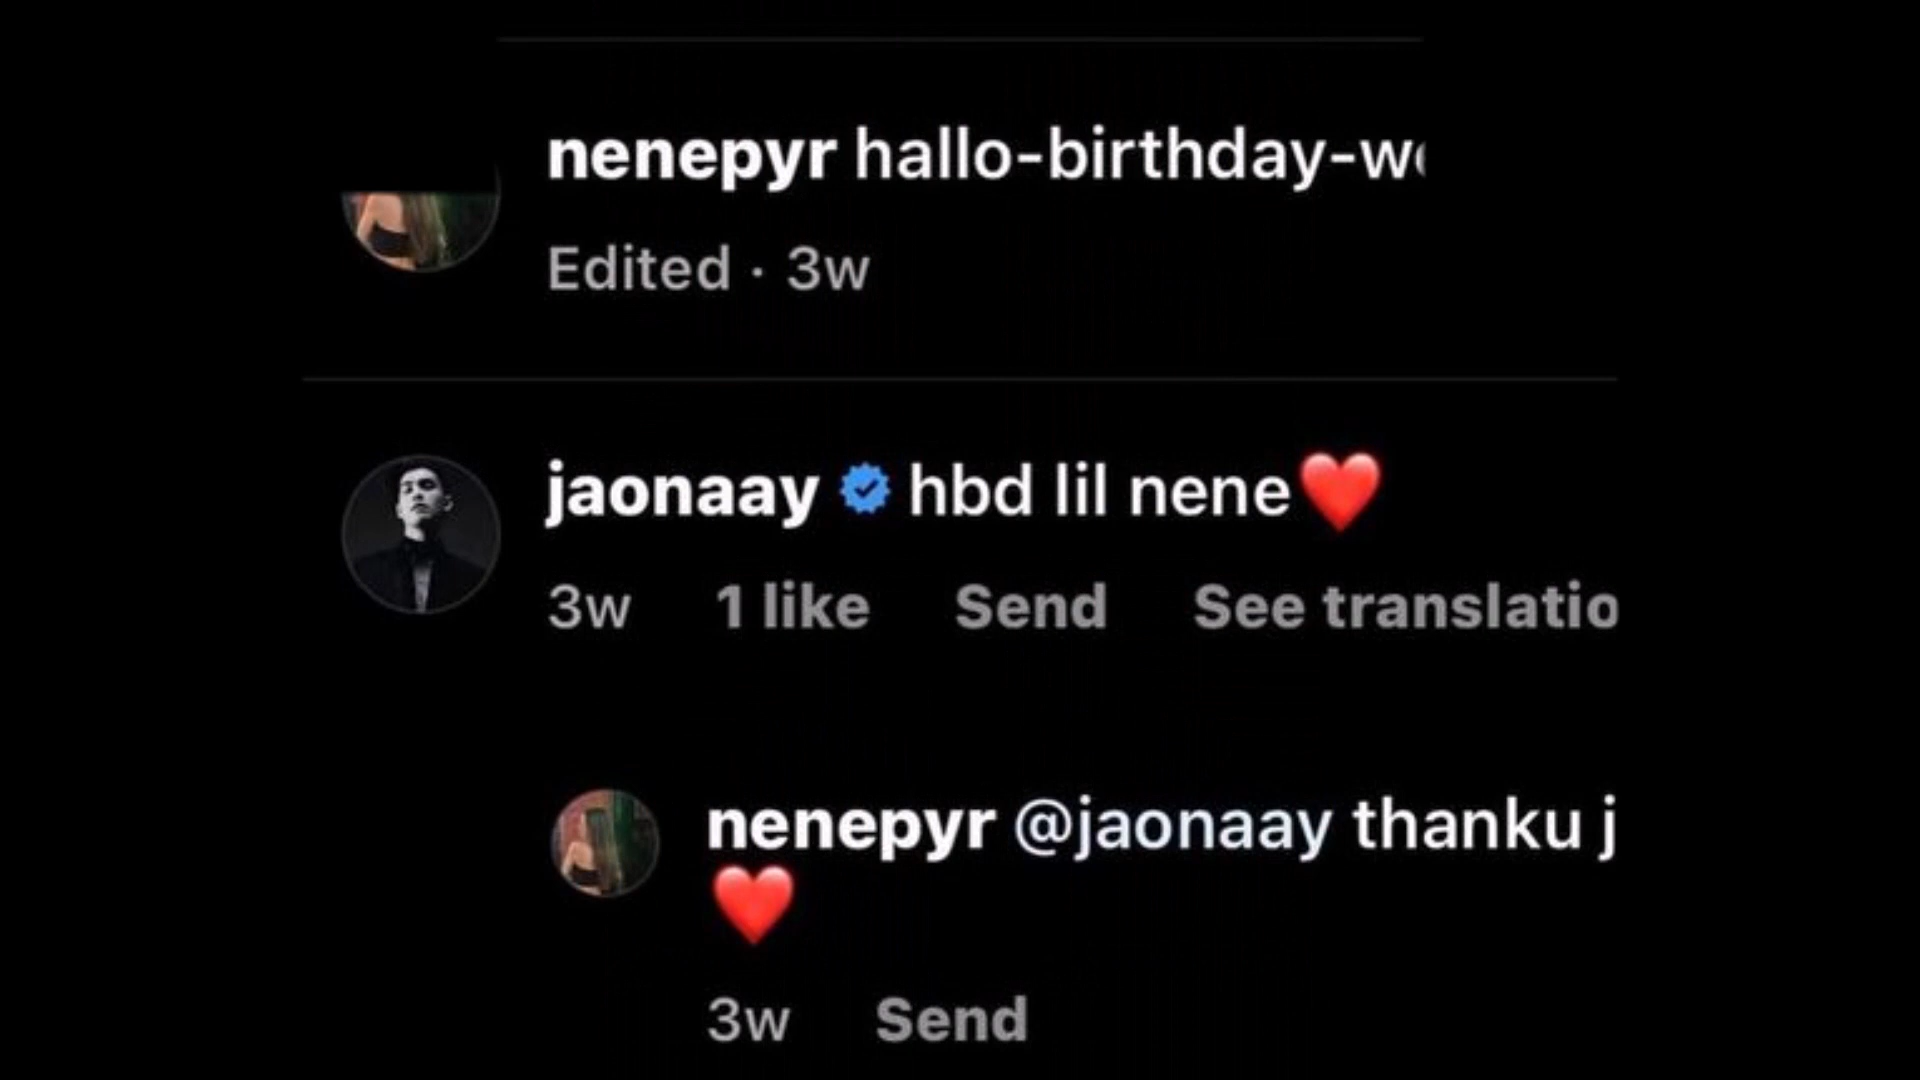 nenepyr hallo-birthday-w
Edited · 3w
jaonaay hbd lil nene❤️
3w 1 like Send See translatio
nenepyr @jaonaay thanku j
❤️
3w Send